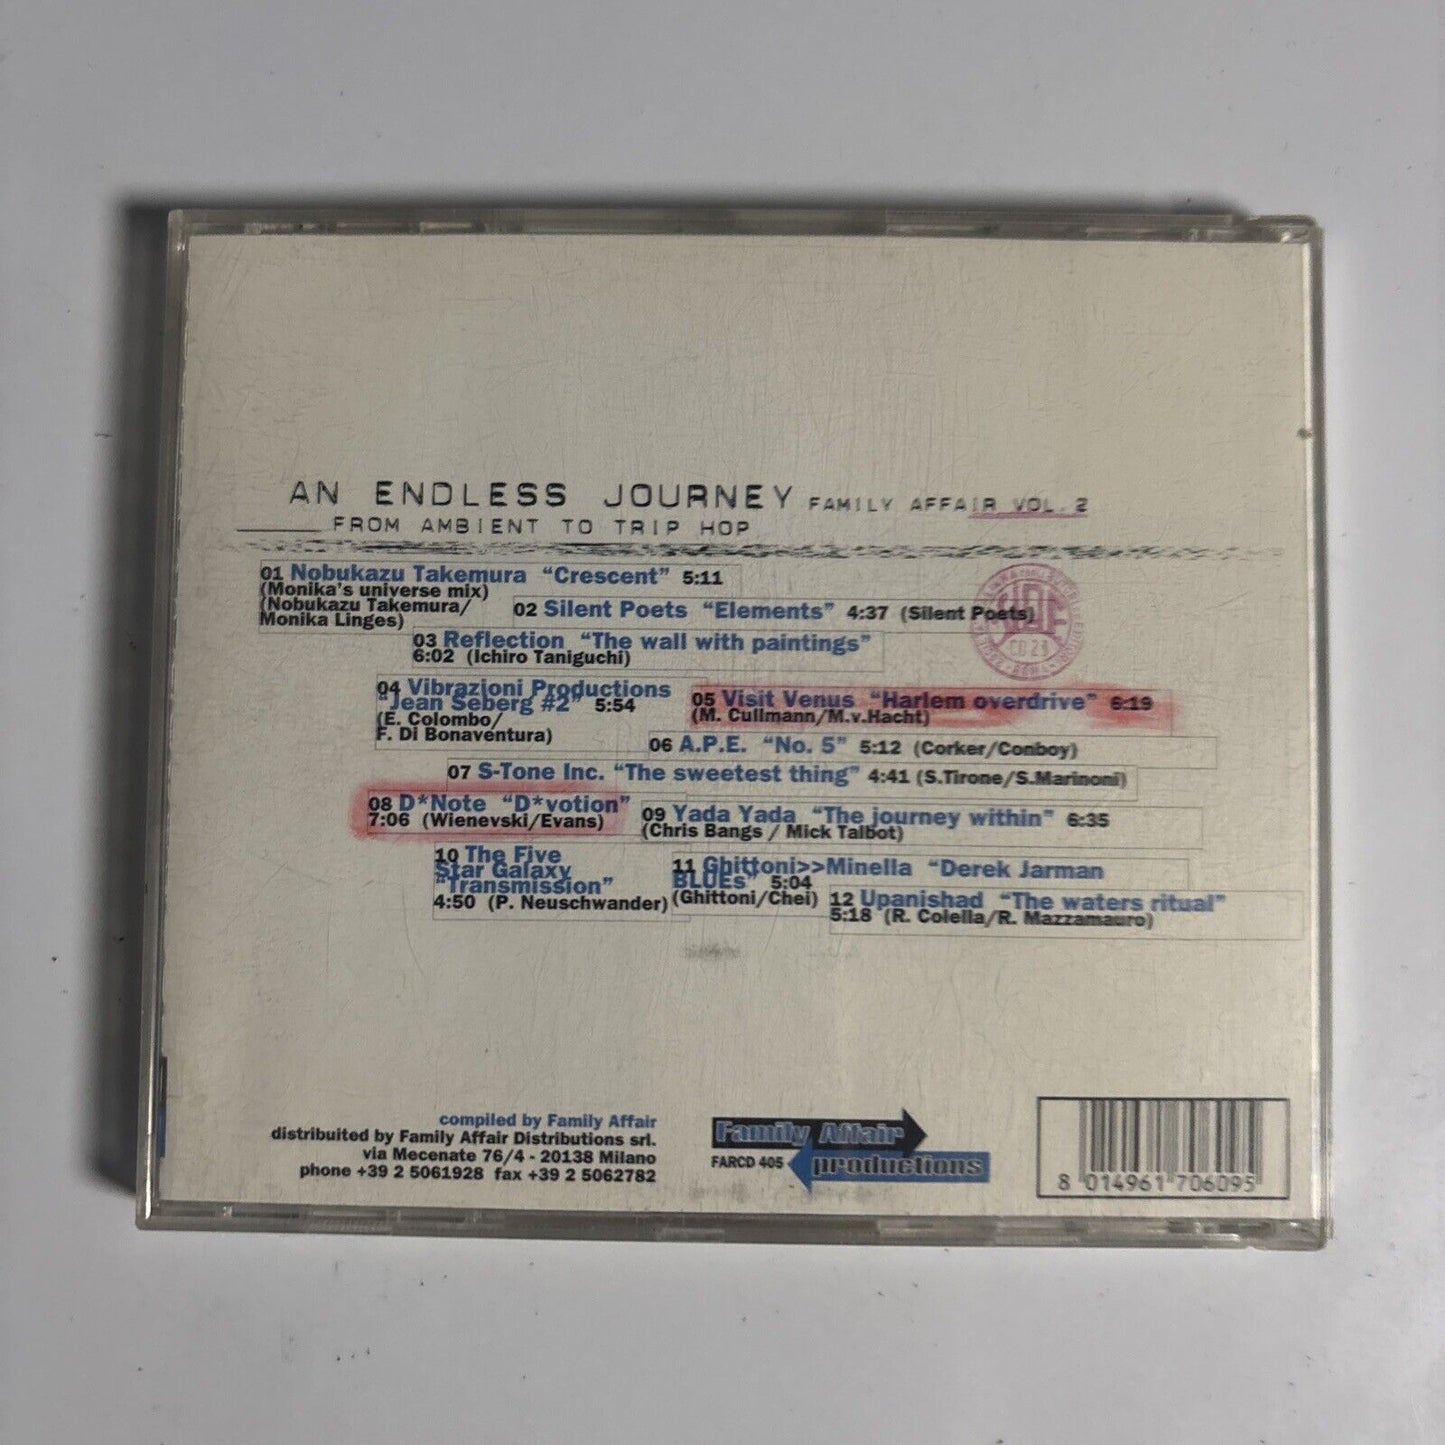 AN ENDLESS JOURNEY FAMILY AFFAIR VOL. 2
FROM AMBIENT TO TRIP HOP
01 Nobukazu Takemura “Crescent” 5:11
(Monika's universe mix)
(Nobukazu Takemura/
Monika Linges)
02 Silent Poets “Elements” 4:37 (Silent Poets)
03 Reflection “The wall with paintings”
6:02 (Ichiro Taniguchi)
04 Vibrazioni Productions
“Jean Seberg #2” 5:54
(E. Colombo/
F. Di Bonaventura)
05 Visit Venus “Harlem overdrive” 6:19
(M. Cullmann/M.v.Hacht)
06 A.P.E. “No. 5” 5:12 (Corker/Conboy)
07 S-Tone Inc. “The sweetest thing” 4:41 (S.Tirone/S.Marinoni)
08 D*Note “D*votion”
7:06 (Wienevski/Evans)
09 Yada Yada “The journey within” 6:35
(Chris Bangs / Mick Talbot)
10 The Five
Star Galaxy
“Transmission”
4:50 (P. Neuschwander)
11 Ghittoni>>Minella “Derek Jarman
BLUEs” 5:04
(Ghittoni/Chei)
12 Upanishad “The waters ritual”
5:18 (R. Colella/R. Mazzamauro)
CD 28
compiled by Family Affair
distribuited by Family Affair Distributions srl.
via Mecenate 76/4 - 20138 Milano
phone +39 2 5061928 fax +39 2 5062782
Family Affair
FARCD 405 productions
8 014961 706095